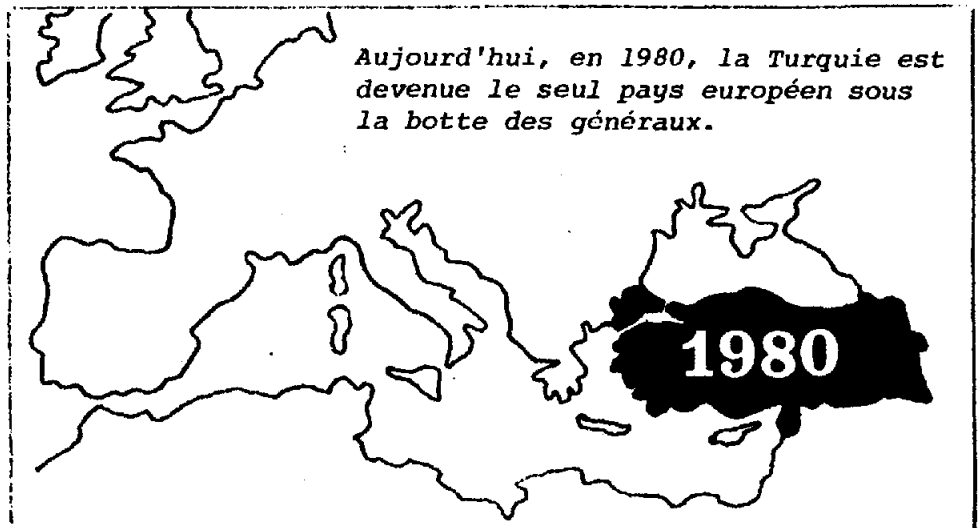 Aujourd'hui, en 1980, la Turquie est
devenue le seul pays européen sous
la botte des généraux.
1980